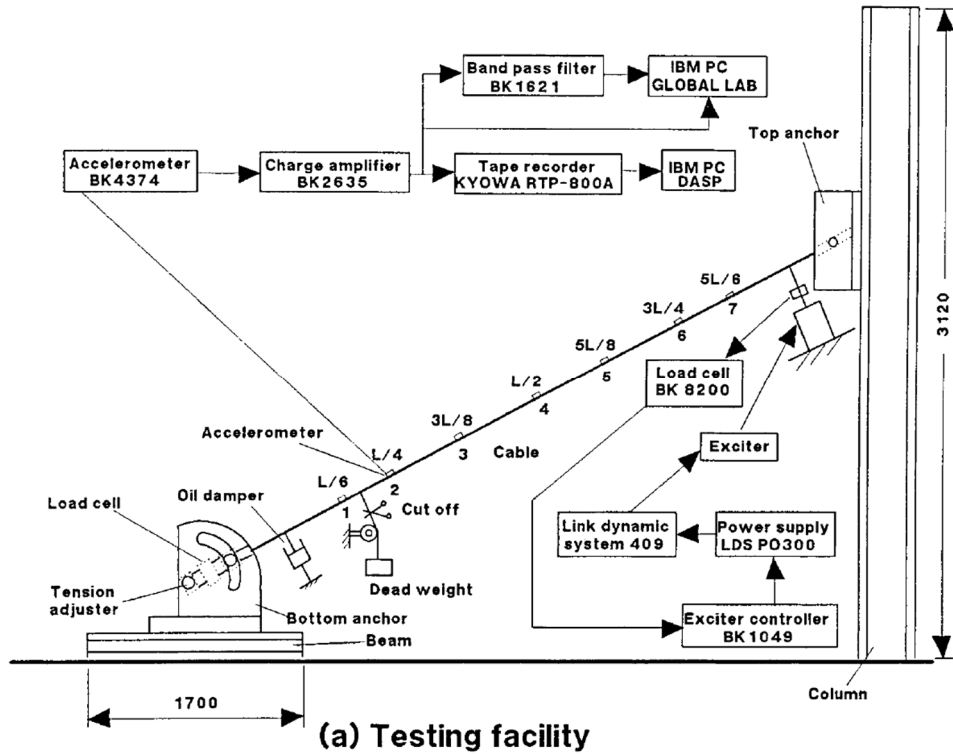 Band pass filter
BK1621
IBM PC
GLOBAL LAB
Top anchor
Accelerometer
BK4374
Charge amplifier
BK2635
Tape recorder
KYOWA RTP-800A
IBM PC
DASP
5L/6
7
3L/4
6
5L/8
5
L/2
4
3L/8
3
Accelerometer
L/4
2
Cable
L/6
1
Load cell
BK 8200
Exciter
3120
Oil damper
Load cell
Cut off
Link dynamic
system 409
Power supply
LDS PO300
Tension
adjuster
Dead weight
Bottom anchor
Beam
Exciter controller
BK1049
Column
1700
(a) Testing facility